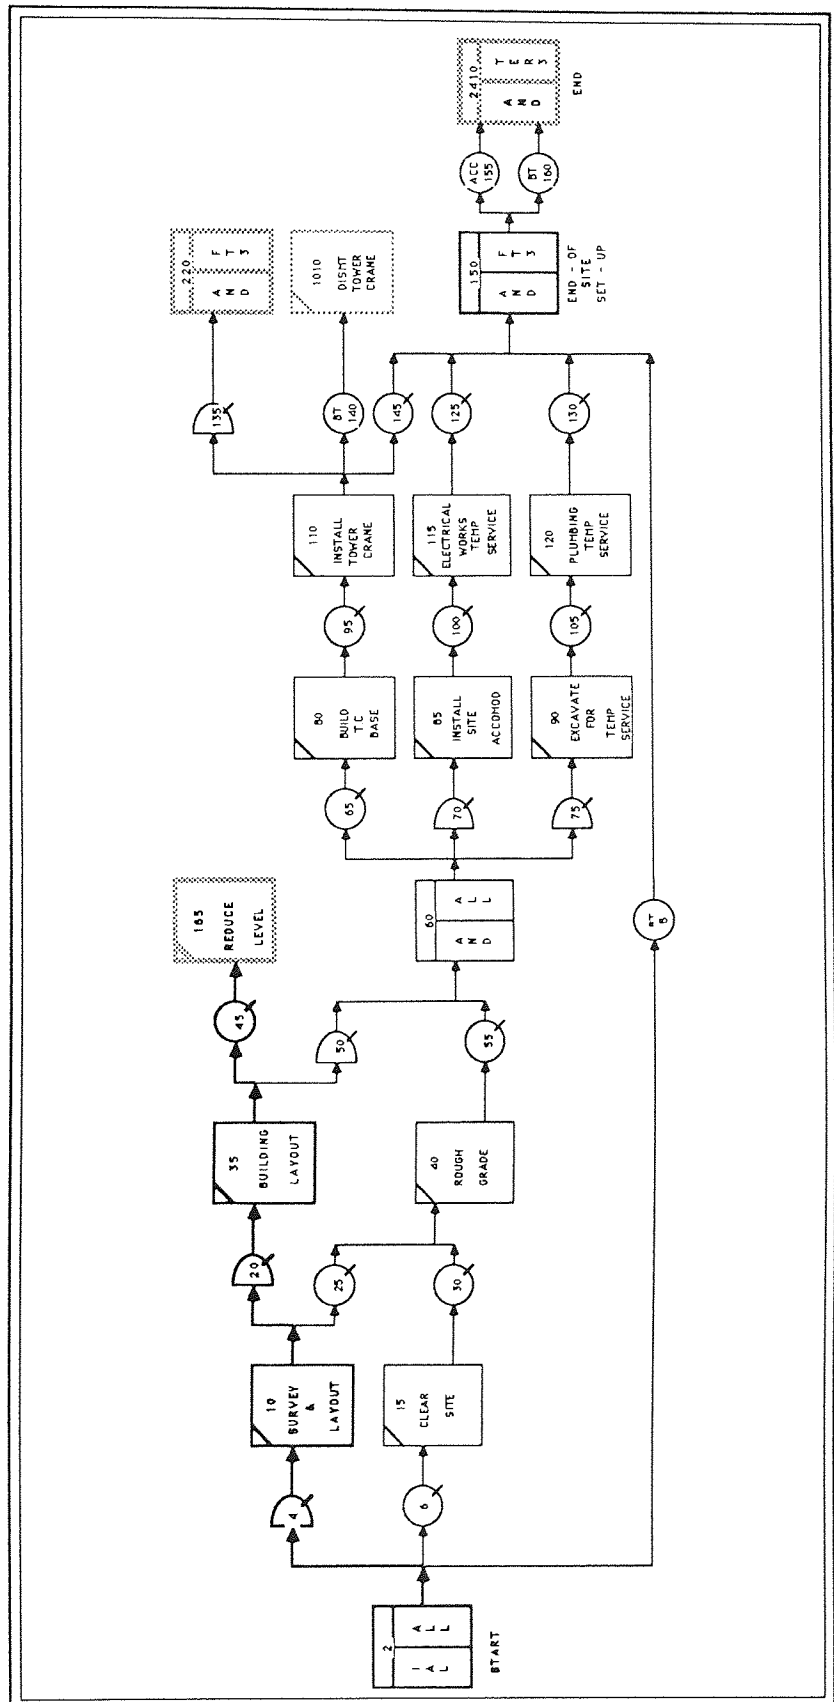 2
I A L
A L L
START
4
6
10
SURVEY
&
LAYOUT
15
CLEAR
SITE
20
25
30
35
BUILDING
LAYOUT
40
ROUGH
GRADE
45
50
55
165
REDUCE
LEVEL
60
A N D
A L L
65
70
75
80
BUILD
T.C
BASE
85
INSTALL
SITE
ACCOMOD
90
EXCAVATE
FOR
TEMP
SERVICE
95
100
105
110
INSTALL
TOWER
CRANE
115
ELECTRICAL
WORKS
TEMP
SERVICE
120
PLUMBING
TEMP
SERVICE
135
BT
140
145
125
130
220
A N D
F T 3
1010
DISMT
TOWER
CRANE
150
A N D
F T 3
END - OF
SITE
SET - UP
ACC
155
BT
160
2410
A N D
T E R 3
END
BT
8